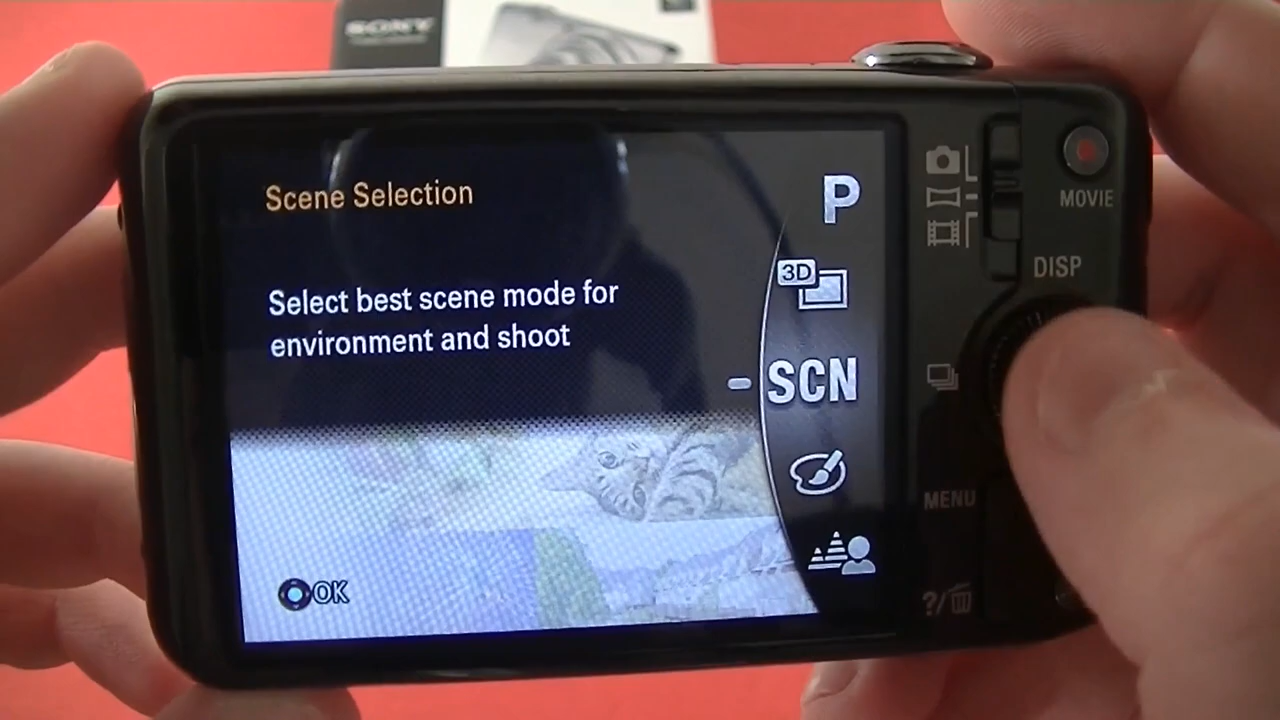 SONY
Scene Selection
Select best scene mode for
environment and shoot
OK
P
3D
SCN
MOVIE
DISP
MENU
?/